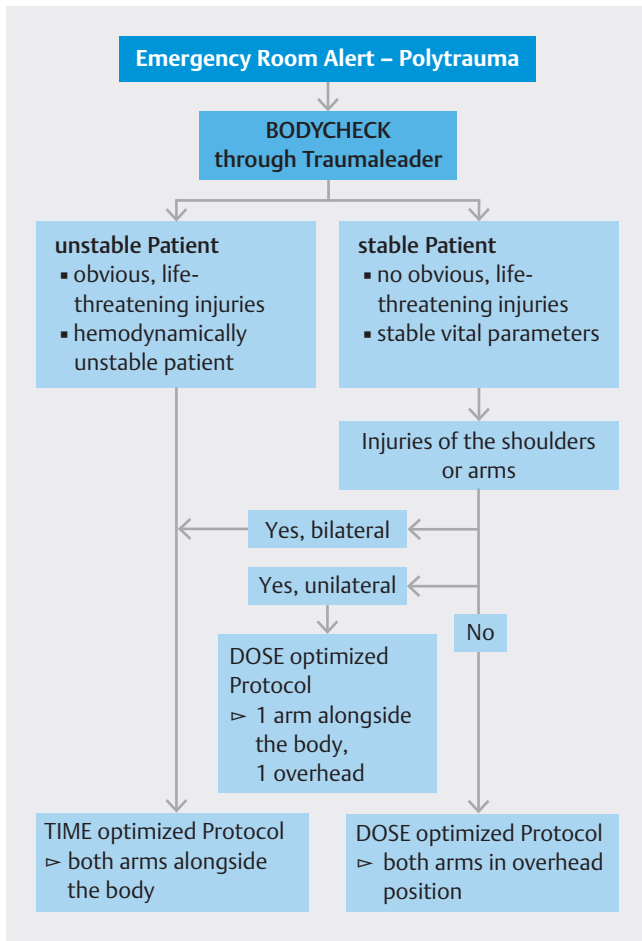 Emergency Room Alert – Polytrauma
BODYCHECK
through Traumaleader
unstable Patient
▪ obvious, life-
threatening injuries
▪ hemodynamically
unstable patient
stable Patient
▪ no obvious, life-
threatening injuries
▪ stable vital parameters
Injuries of the shoulders
or arms
Yes, bilateral
Yes, unilateral
No
DOSE optimized
Protocol
▻ 1 arm alongside
the body,
1 overhead
TIME optimized Protocol
▻ both arms alongside
the body
DOSE optimized Protocol
▻ both arms in overhead
position